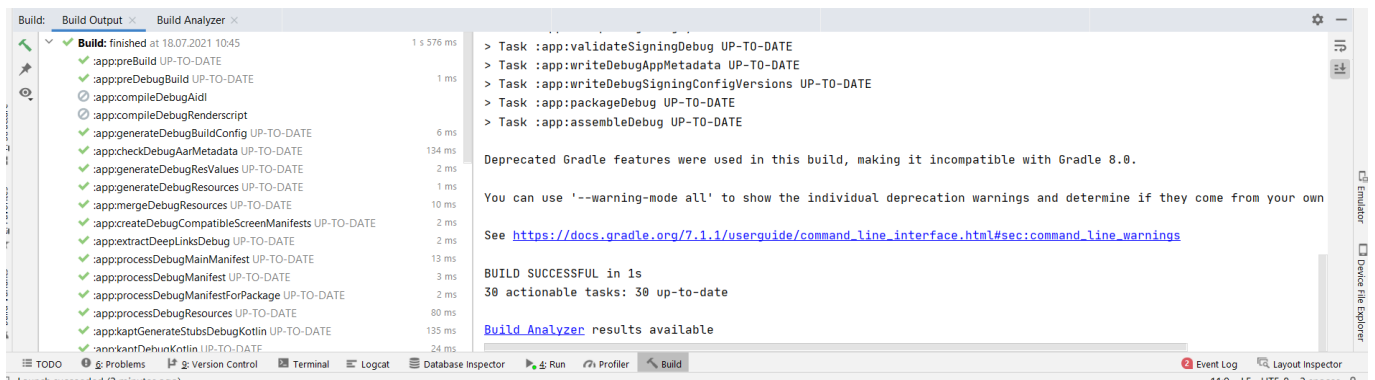 Build: Build Output Build Analyzer
Build: finished at 18.07.2021 10:45 1 s 576 ms
:app:preBuild UP-TO-DATE
:app:preDebugBuild UP-TO-DATE 1 ms
:app:compileDebugAidl
:app:compileDebugRenderscript
:app:generateDebugBuildConfig UP-TO-DATE 6 ms
:app:checkDebugAarMetadata UP-TO-DATE 134 ms
:app:generateDebugResValues UP-TO-DATE 2 ms
:app:generateDebugResources UP-TO-DATE 1 ms
:app:mergeDebugResources UP-TO-DATE 10 ms
:app:createDebugCompatibleScreenManifests UP-TO-DATE 2 ms
:app:extractDeepLinksDebug UP-TO-DATE 2 ms
:app:processDebugMainManifest UP-TO-DATE 13 ms
:app:processDebugManifest UP-TO-DATE 3 ms
:app:processDebugManifestForPackage UP-TO-DATE 2 ms
:app:processDebugResources UP-TO-DATE 80 ms
:app:kaptGenerateStubsDebugKotlin UP-TO-DATE 135 ms
:app:kaptDebugKotlin UP-TO-DATE 24 ms
> Task :app:validateSigningDebug UP-TO-DATE
> Task :app:writeDebugAppMetadata UP-TO-DATE
> Task :app:writeDebugSigningConfigVersions UP-TO-DATE
> Task :app:packageDebug UP-TO-DATE
> Task :app:assembleDebug UP-TO-DATE
Deprecated Gradle features were used in this build, making it incompatible with Gradle 8.0.
You can use '--warning-mode all' to show the individual deprecation warnings and determine if they come from your own
See https://docs.gradle.org/7.1.1/userguide/command_line_interface.html#sec:command_line_warnings
BUILD SUCCESSFUL in 1s
30 actionable tasks: 30 up-to-date
Build Analyzer results available
Emulator
Device File Explorer
TODO 6: Problems 9: Version Control Terminal Logcat Database Inspector 4: Run Profiler Build 2 Event Log Layout Inspector